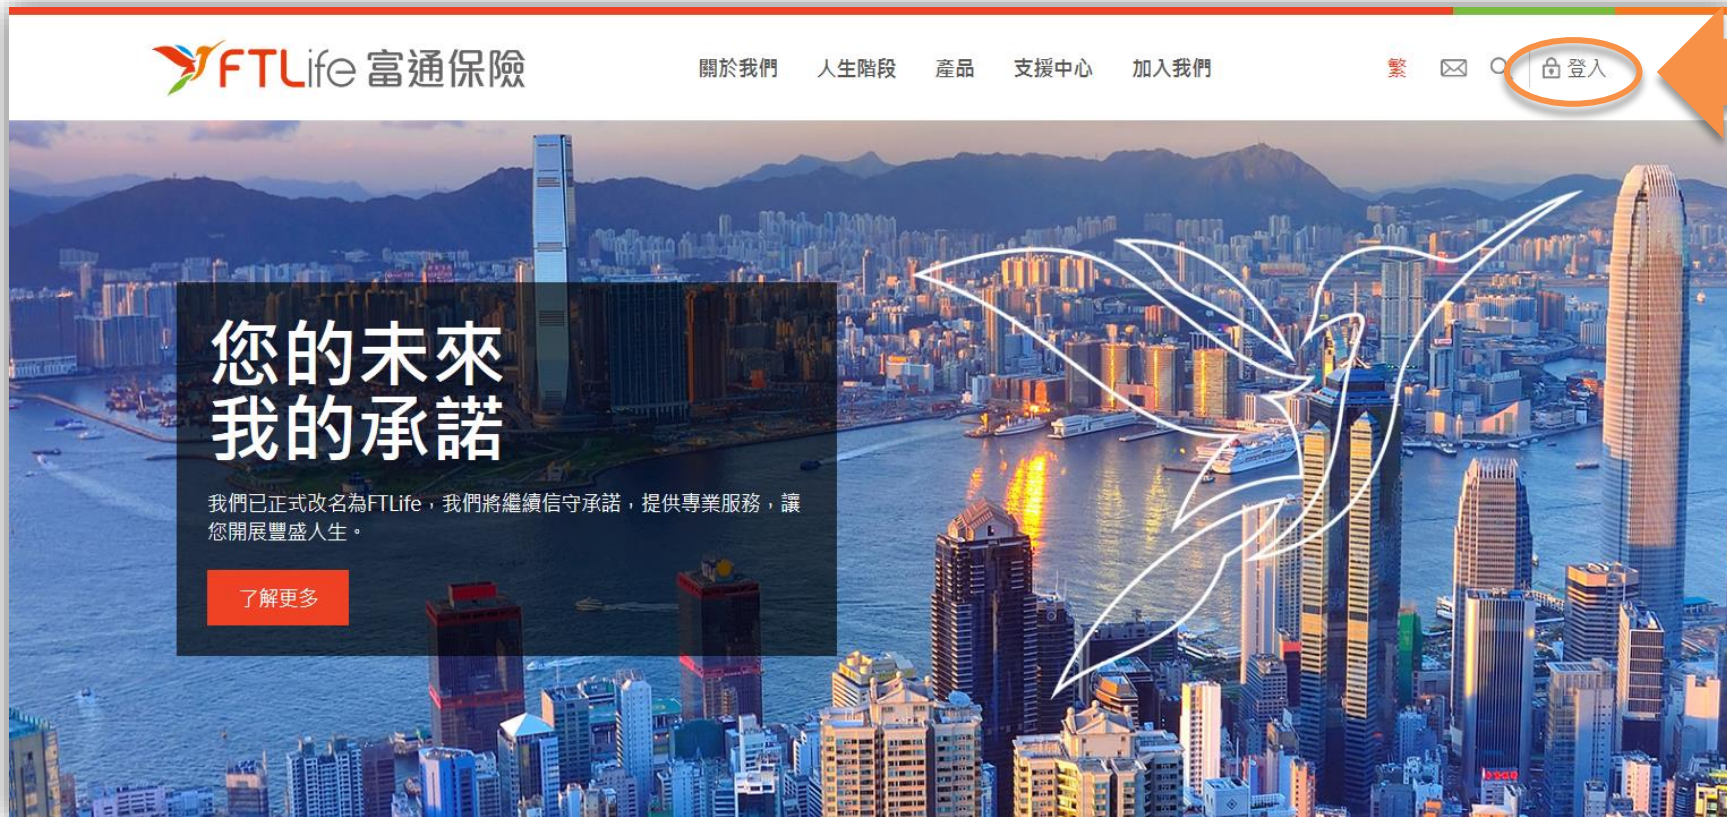 FTLife 富通保險
關於我們 人生階段 產品 支援中心 加入我們
繁 登入
您的未來
我的承諾
我們已正式改名為FTLife，我們將繼續信守承諾，提供專業服務，讓
您開展豐盛人生。
了解更多